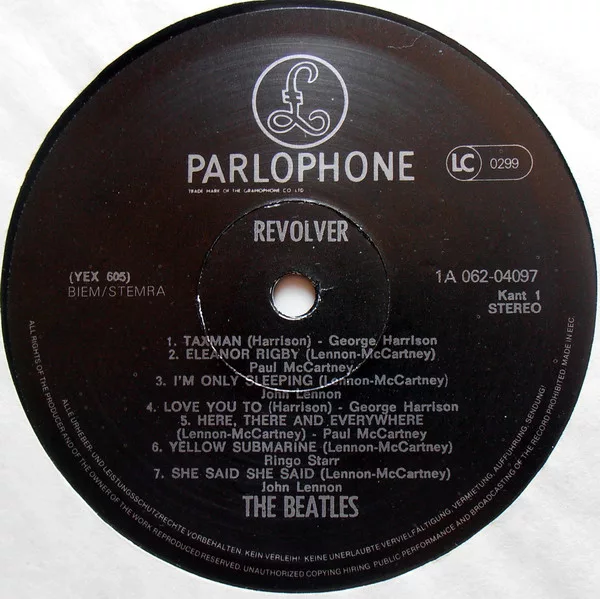 £
PARLOPHONE
TRADE MARK OF THE GRAMOPHONE CO LTD
LC 0299
REVOLVER
(YEX 605)
BIEM/STEMRA
1A 062-04097
Kant 1
STEREO
1. TAXMAN (Harrison) - George Harrison
2. ELEANOR RIGBY (Lennon-McCartney)
Paul McCartney
3. I'M ONLY SLEEPING (Lennon-McCartney)
John Lennon
4. LOVE YOU TO (Harrison) - George Harrison
5. HERE, THERE AND EVERYWHERE
(Lennon-McCartney) - Paul McCartney
6. YELLOW SUBMARINE (Lennon-McCartney)
Ringo Starr
7. SHE SAID SHE SAID (Lennon-McCartney)
John Lennon
THE BEATLES
ALLE URHEBER- UND LEISTUNGSSCHUTZRECHTE VORBEHALTEN. KEIN VERLEIH! KEINE UNERLAUBTE VERVIELFÄLTIGUNG, VERMIETUNG, AUFFÜHRUNG, SENDUNG!
ALL RIGHTS OF THE PRODUCER AND OF THE OWNER OF THE WORK REPRODUCED RESERVED. UNAUTHORIZED COPYING HIRING PUBLIC PERFORMANCE AND BROADCASTING OF THE RECORD PROHIBITED. MADE IN EEC.